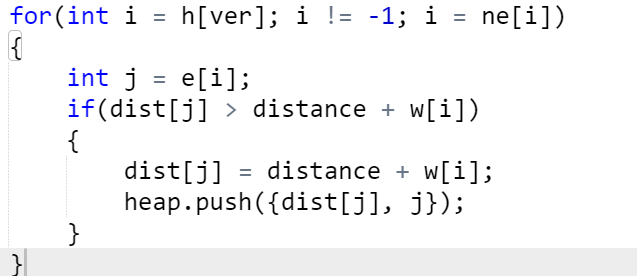 for(int i = h[ver]; i != -1; i = ne[i])
{
    int j = e[i];
    if(dist[j] > distance + w[i])
    {
        dist[j] = distance + w[i];
        heap.push({dist[j], j});
    }
}